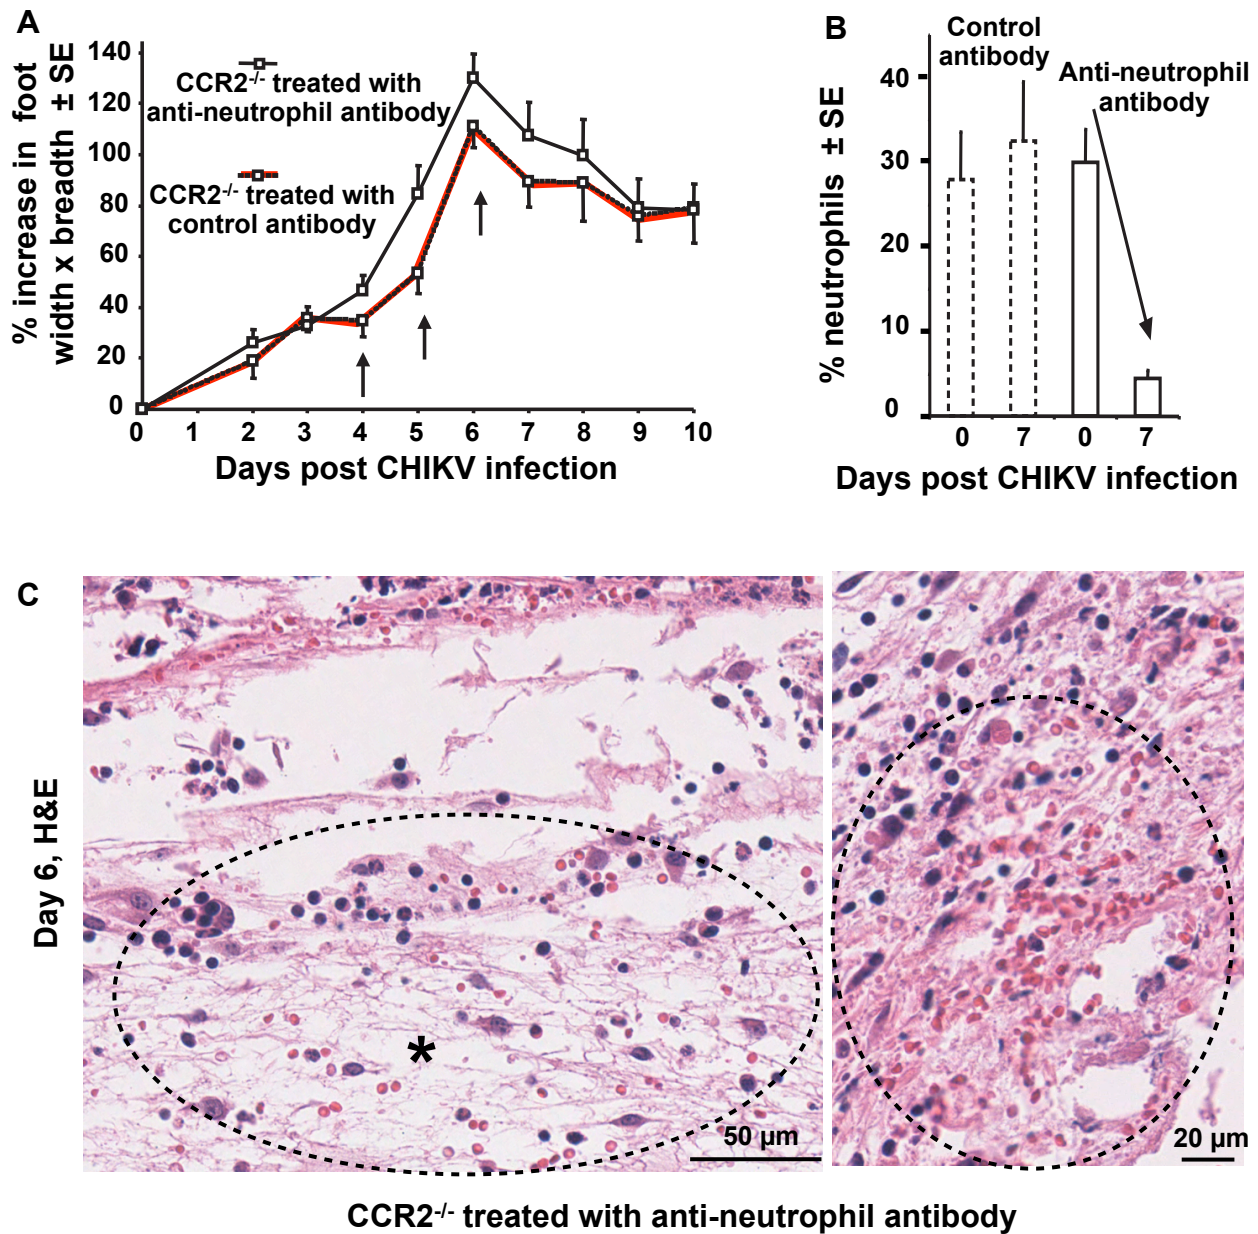 A
% increase in foot
width x breadth ± SE
140
120
100
80
60
40
20
0
CCR2-/- treated with
anti-neutrophil antibody
CCR2-/- treated with
control antibody
0 1 2 3 4 5 6 7 8 9 10
Days post CHIKV infection
B
% neutrophils ± SE
40
30
20
10
0
Control
antibody
Anti-neutrophil
antibody
0 7 0 7
Days post CHIKV infection
C
Day 6, H&E
*
50 µm
20 µm
CCR2-/- treated with anti-neutrophil antibody